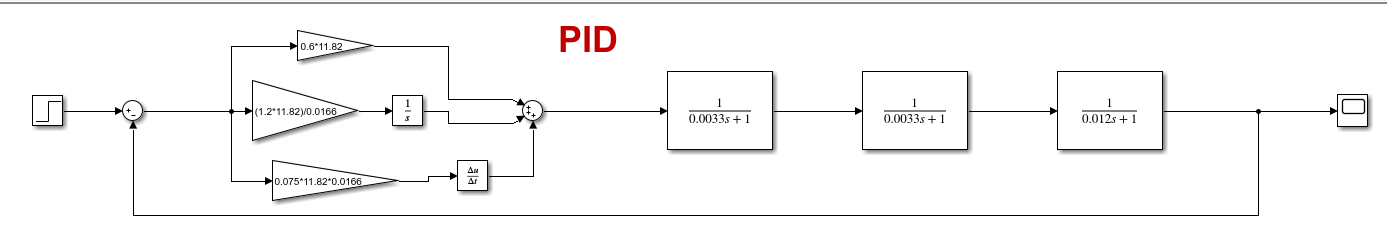 PID
0.6*11.82
(1.2*11.82)/0.0166
1
s
0.075*11.82*0.0166
Δu
Δt
1
0.0033s + 1
1
0.0033s + 1
1
0.012s + 1